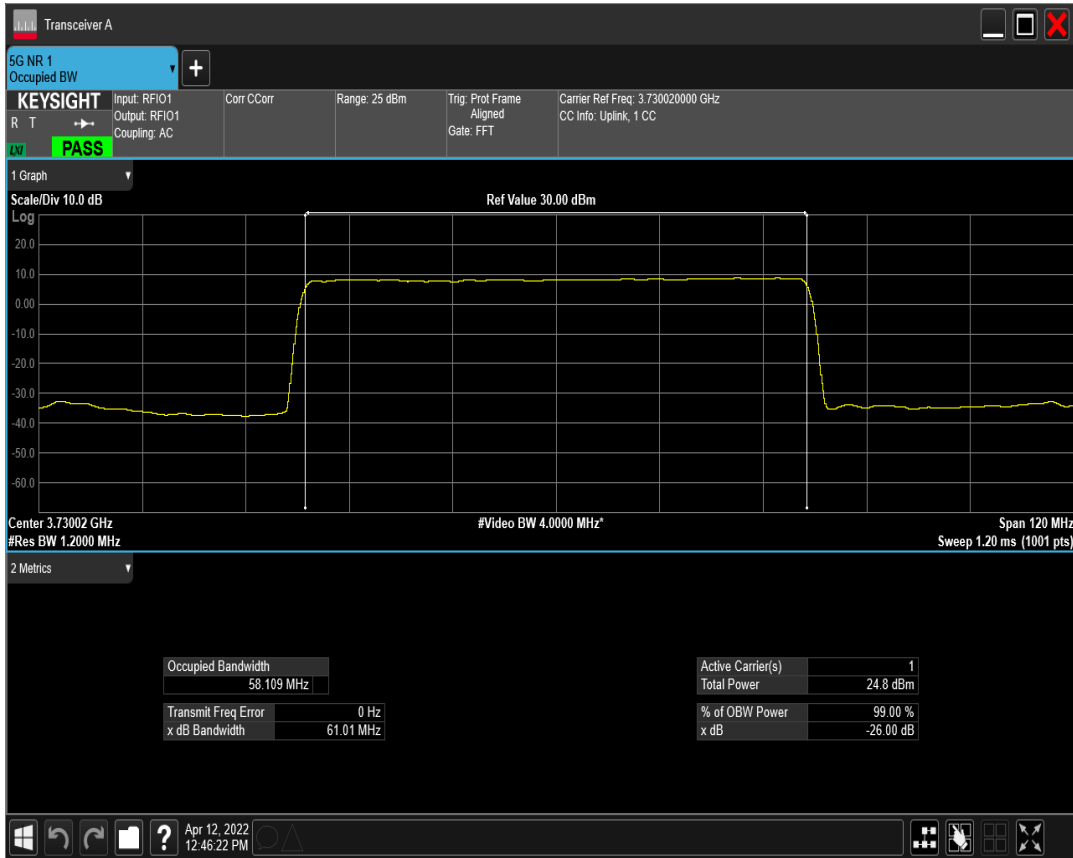 Transceiver A
5G NR 1
Occupied BW
KEYSIGHT
R T
LXI
PASS
Input: RFIO1
Output: RFIO1
Coupling: AC
Corr CCorr
Range: 25 dBm
Trig: Prot Frame
Aligned
Gate: FFT
Carrier Ref Freq: 3.730020000 GHz
CC Info: Uplink, 1 CC
1 Graph
Scale/Div 10.0 dB
Ref Value 30.00 dBm
Log
20.0
10.0
0.00
-10.0
-20.0
-30.0
-40.0
-50.0
-60.0
Center 3.73002 GHz
#Video BW 4.0000 MHz*
Span 120 MHz
#Res BW 1.2000 MHz
Sweep 1.20 ms (1001 pts)
2 Metrics
Occupied Bandwidth
58.109 MHz
Transmit Freq Error 0 Hz
x dB Bandwidth 61.01 MHz
Active Carrier(s) 1
Total Power 24.8 dBm
% of OBW Power 99.00 %
x dB -26.00 dB
?
Apr 12, 2022
12:46:22 PM